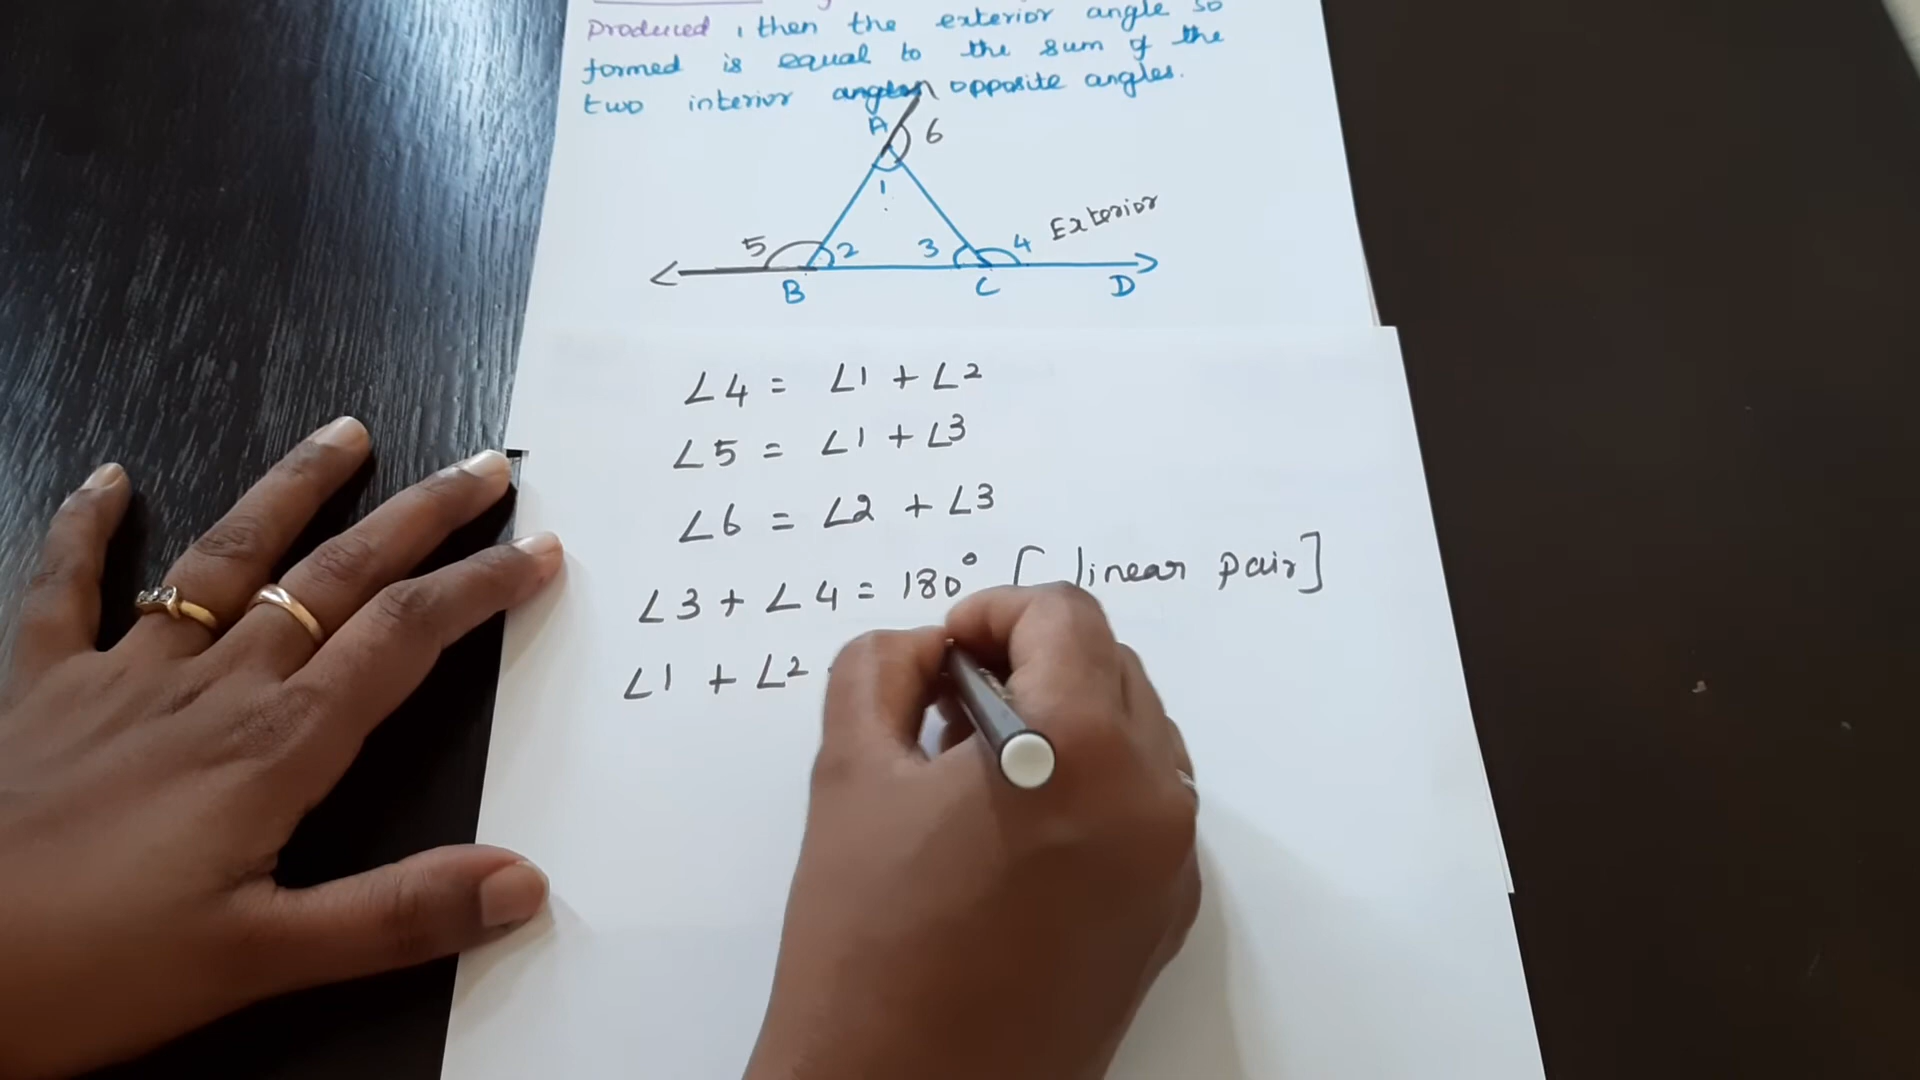 Produced, then the exterior angle so
formed is equal to the sum of the
two interior angles opposite angles.
A
6
1
5
2
3
4
Exterior
B
C
D
∠4 = ∠1 + ∠2
∠5 = ∠1 + ∠3
∠6 = ∠2 + ∠3
∠3 + ∠4 = 180° [ linear pair]
∠1 + ∠2